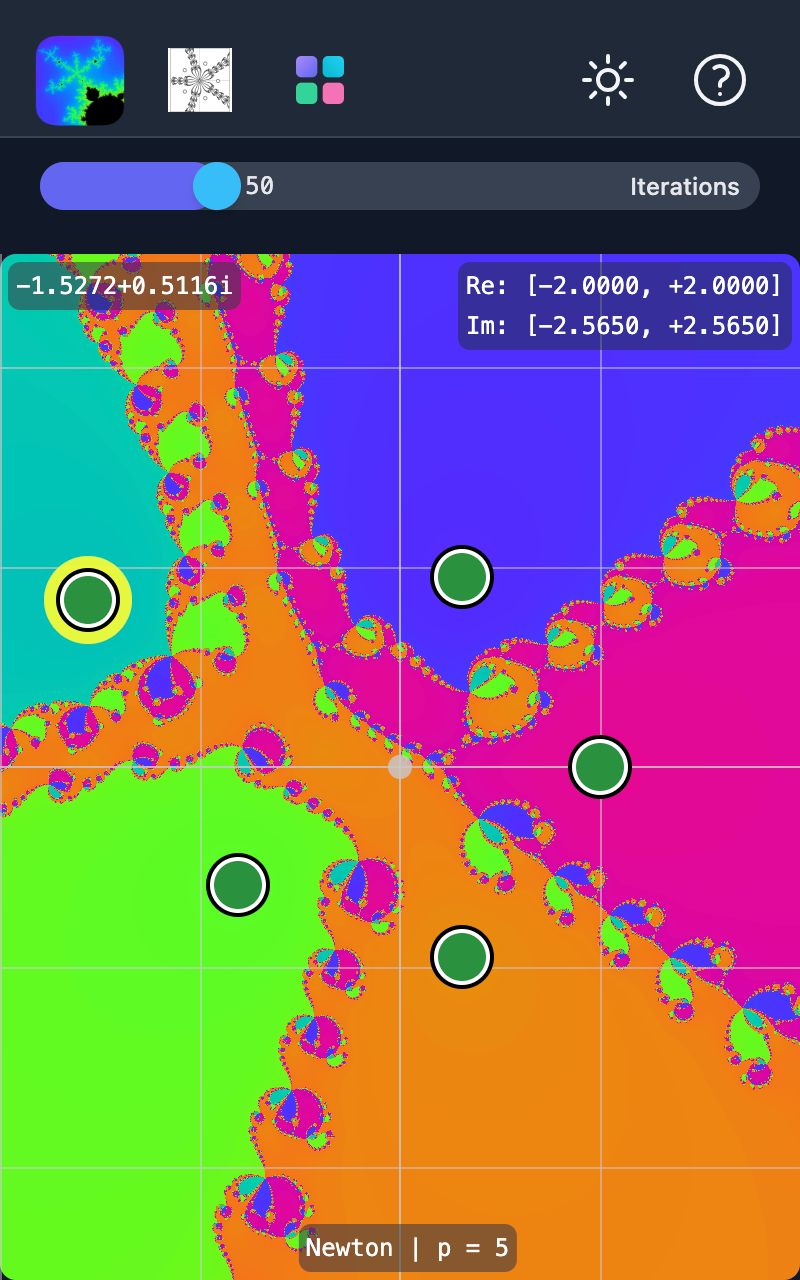 50 Iterations
−1.5272+0.5116i
Re: [−2.0000, +2.0000]
Im: [−2.5650, +2.5650]
Newton | p = 5